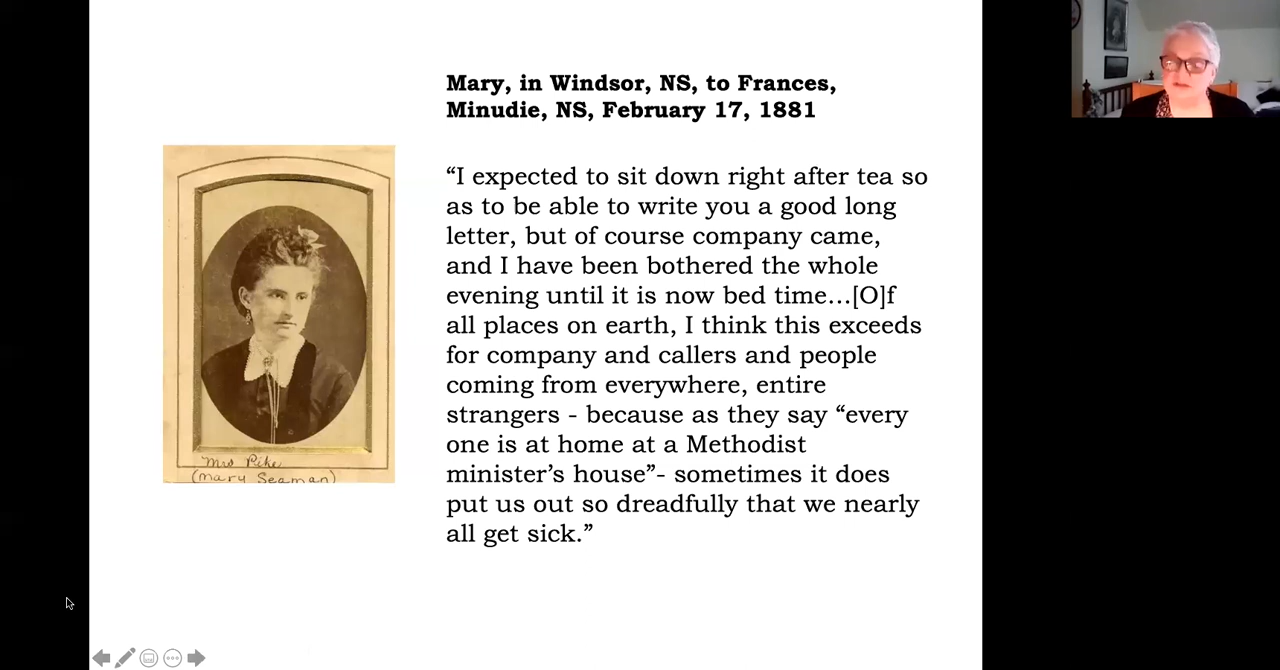 Mary, in Windsor, NS, to Frances,
Minudie, NS, February 17, 1881
“I expected to sit down right after tea so
as to be able to write you a good long
letter, but of course company came,
and I have been bothered the whole
evening until it is now bed time…[O]f
all places on earth, I think this exceeds
for company and callers and people
coming from everywhere, entire
strangers - because as they say “every
one is at home at a Methodist
minister’s house”- sometimes it does
put us out so dreadfully that we nearly
all get sick.”
Mrs Pike
(Mary Seaman)